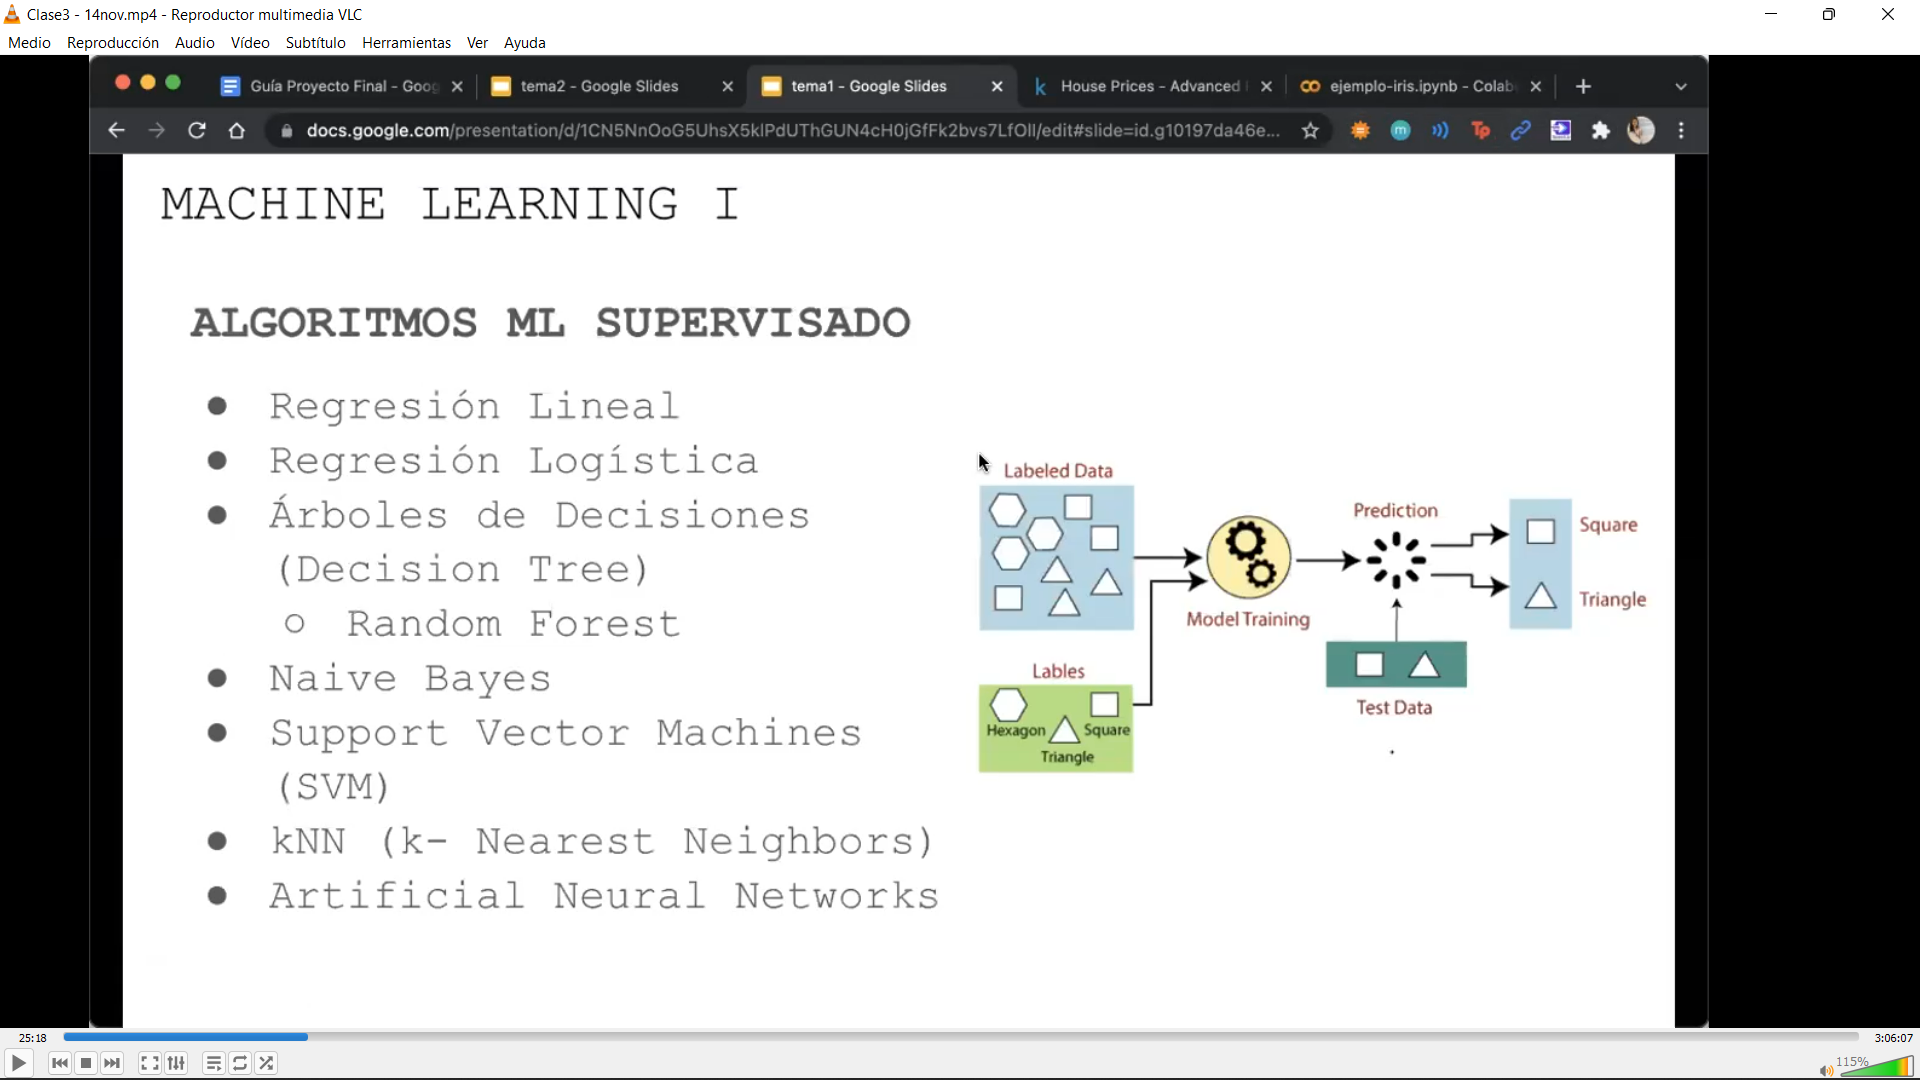 Clase3 - 14nov.mp4 - Reproductor multimedia VLC
Medio Reproducción Audio Vídeo Subtítulo Herramientas Ver Ayuda
Guía Proyecto Final - Goog tema2 - Google Slides tema1 - Google Slides House Prices - Advanced ejemplo-iris.ipynb - Colab
docs.google.com/presentation/d/1CN5NnOoG5UhsX5klPdUThGUN4cH0jGfFk2bvs7LfOlI/edit#slide=id.g10197da46e...
MACHINE LEARNING I
ALGORITMOS ML SUPERVISADO
● Regresión Lineal
● Regresión Logística
● Árboles de Decisiones
(Decision Tree)
○ Random Forest
● Naive Bayes
● Support Vector Machines
(SVM)
● kNN (k- Nearest Neighbors)
● Artificial Neural Networks
Labeled Data
Prediction
Square
Triangle
Model Training
Lables
Hexagon Square
Triangle
Test Data
25:18 3:06:07
115%